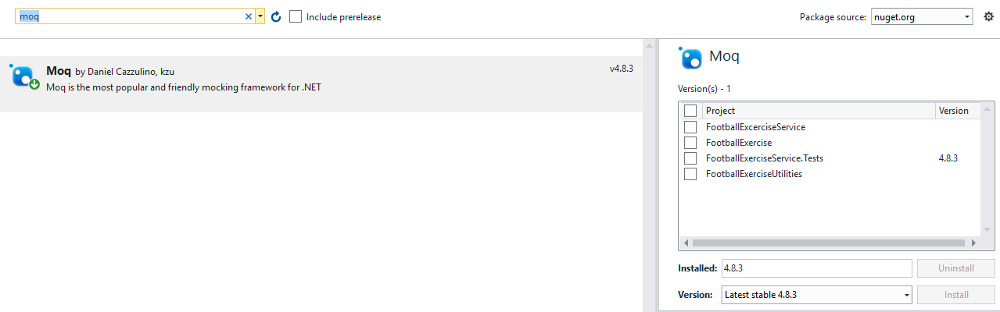 moq
Include prerelease
Package source: nuget.org
Moq by Daniel Cazzulino, kzu
v4.8.3
Moq is the most popular and friendly mocking framework for .NET
Moq
Version(s) - 1
Project Version
FootballExcerciseService
FootballExercise
FootballExerciseService.Tests 4.8.3
FootballExerciseUtilities
Installed: 4.8.3 Uninstall
Version: Latest stable 4.8.3 Install